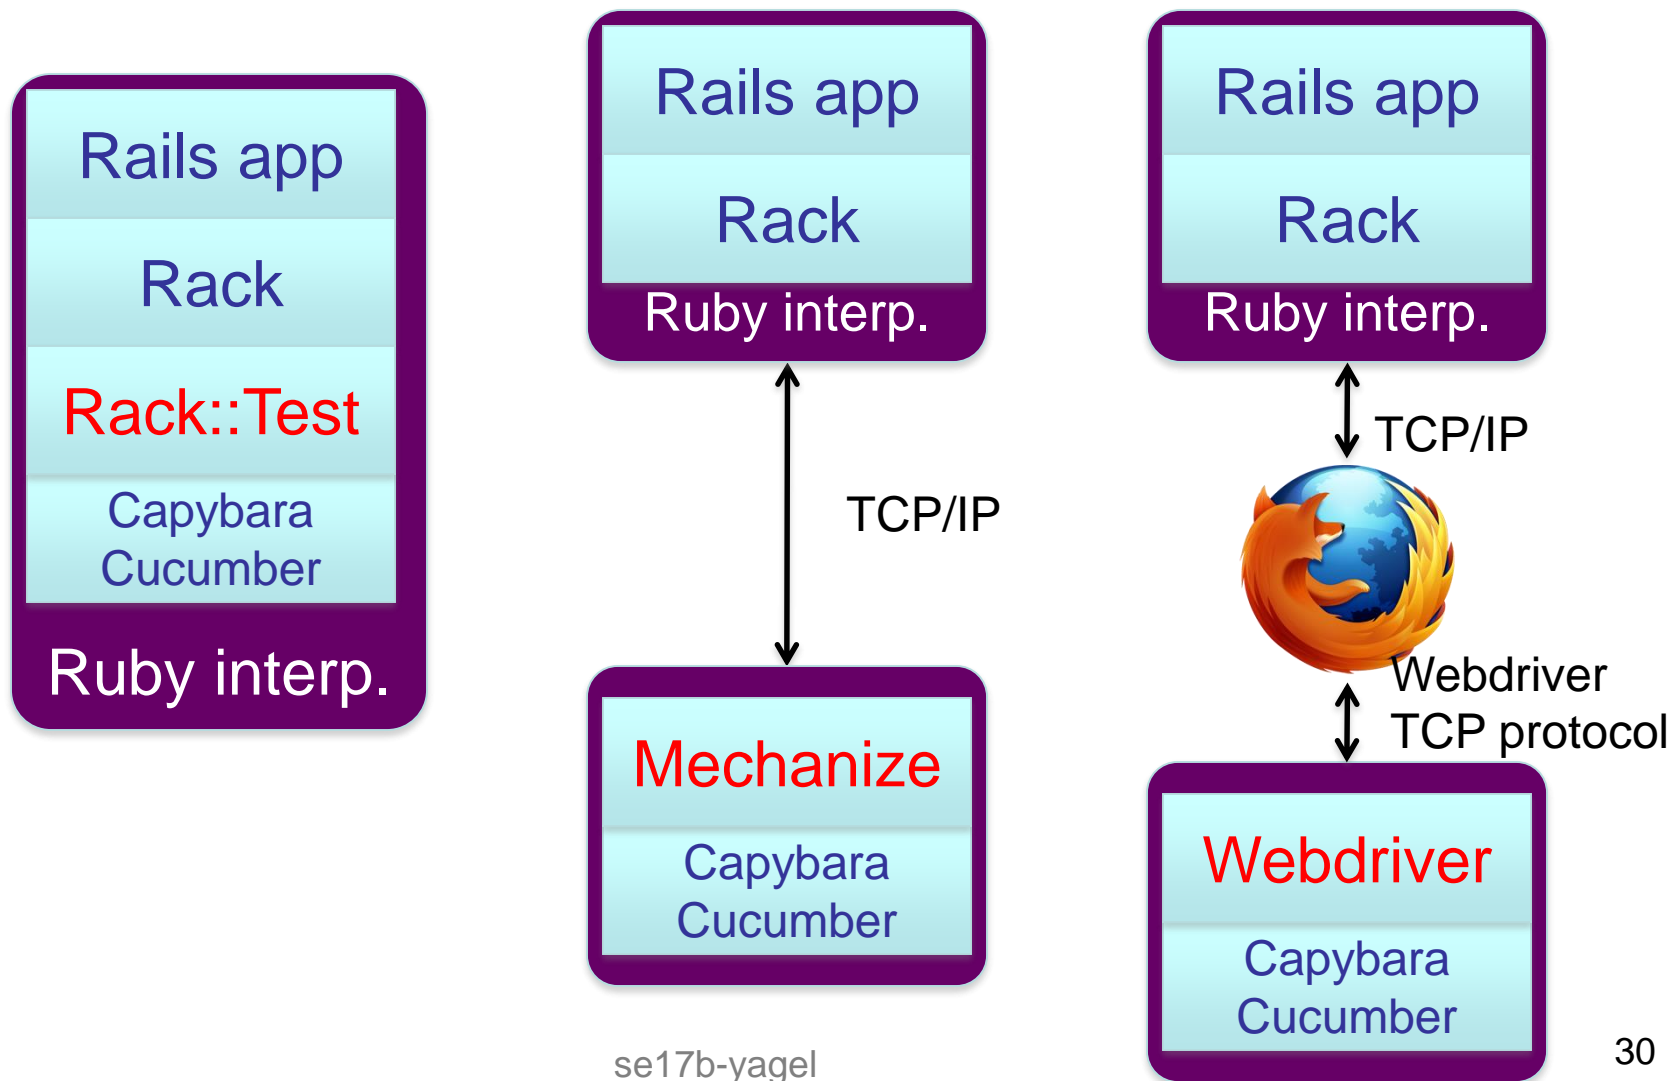 Rails app
Rack
Rack::Test
Capybara
Cucumber
Ruby interp.
Rails app
Rack
Ruby interp.
TCP/IP
Mechanize
Capybara
Cucumber
Rails app
Rack
Ruby interp.
TCP/IP
Webdriver
TCP protocol
Webdriver
Capybara
Cucumber
se17b-yagel
30